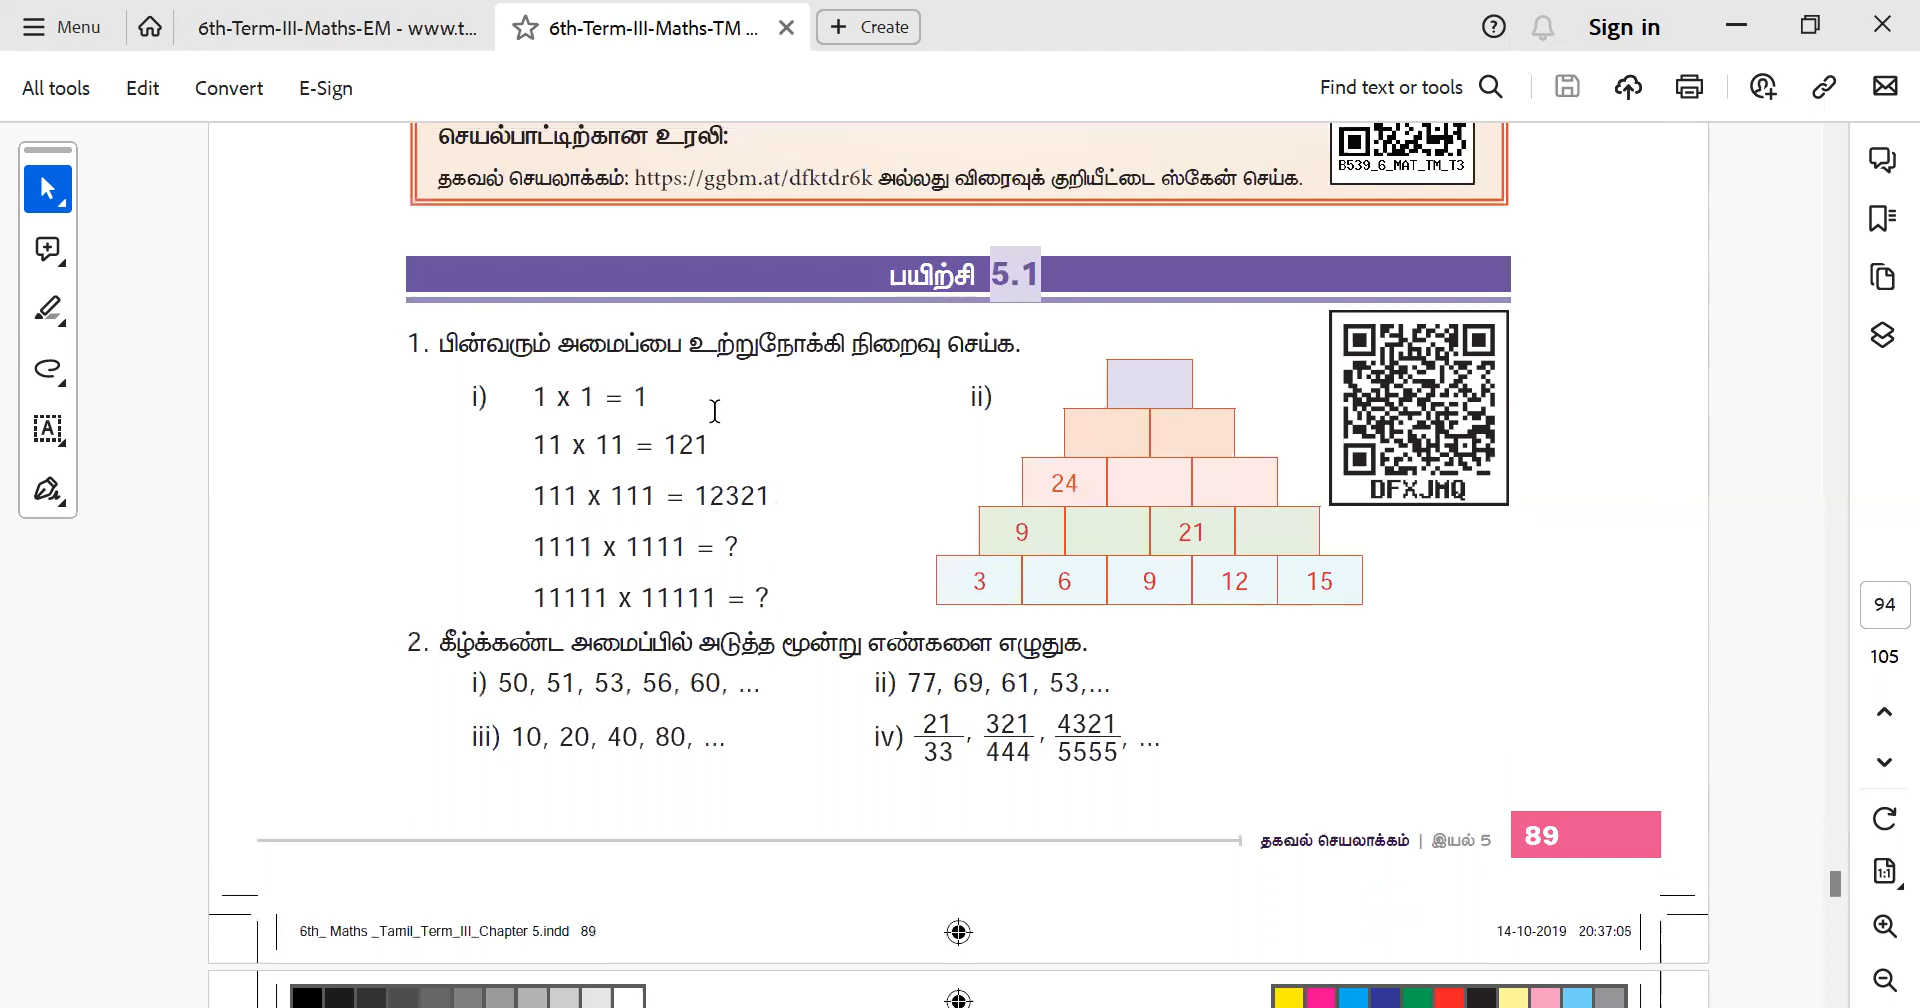 Menu 6th-Term-III-Maths-EM - www.t... 6th-Term-III-Maths-TM ... Create Sign in
All tools Edit Convert E-Sign Find text or tools
செயல்பாட்டிற்கான உரலி:
தகவல் செயலாக்கம்: https://ggbm.at/dfktdr6k அல்லது விரைவுக் குறியீட்டை ஸ்கேன் செய்க.
B539_6_MAT_TM_T3
பயிற்சி 5.1
1. பின்வரும் அமைப்பை உற்றுநோக்கி நிறைவு செய்க.
i) 1 x 1 = 1
11 x 11 = 121
111 x 111 = 12321
1111 x 1111 = ?
11111 x 11111 = ?
ii)
24
9 21
3 6 9 12 15
DFXJMQ
2. கீழ்க்கண்ட அமைப்பில் அடுத்த மூன்று எண்களை எழுதுக.
i) 50, 51, 53, 56, 60, ... ii) 77, 69, 61, 53,...
iii) 10, 20, 40, 80, ... iv) 21/33, 321/444, 4321/5555, ...
தகவல் செயலாக்கம் | இயல் 5 89
6th_ Maths _Tamil_Term_III_Chapter 5.indd 89 14-10-2019 20:37:05
94
105